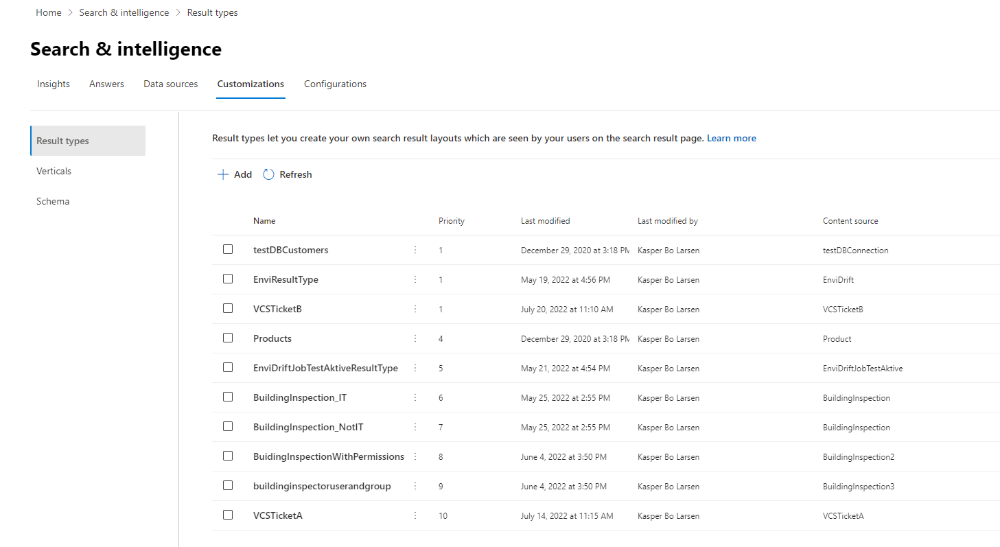 Home > Search & intelligence > Result types
Search & intelligence
Insights Answers Data sources Customizations Configurations
Result types
Verticals
Schema
Result types let you create your own search result layouts which are seen by your users on the search result page. Learn more
Add Refresh
Name Priority Last modified Last modified by Content source
testDBCustomers 1 December 29, 2020 at 3:18 PM Kasper Bo Larsen testDBConnection
EnviResultType 1 May 19, 2022 at 4:56 PM Kasper Bo Larsen EnviDrift
VCSTicketB 1 July 20, 2022 at 11:10 AM Kasper Bo Larsen VCSTicketB
Products 4 December 29, 2020 at 3:18 PM Kasper Bo Larsen Product
EnviDriftJobTestAktiveResultType 5 May 21, 2022 at 4:54 PM Kasper Bo Larsen EnviDriftJobTestAktive
BuildingInspection_IT 6 May 25, 2022 at 2:55 PM Kasper Bo Larsen BuildingInspection
BuildingInspection_NotIT 7 May 25, 2022 at 2:55 PM Kasper Bo Larsen BuildingInspection
BuidingInspectionWithPermissions 8 June 4, 2022 at 3:50 PM Kasper Bo Larsen BuildingInspection2
buildinginspectoruserandgroup 9 June 4, 2022 at 3:50 PM Kasper Bo Larsen BuildingInspection3
VCSTicketA 10 July 14, 2022 at 11:15 AM Kasper Bo Larsen VCSTicketA